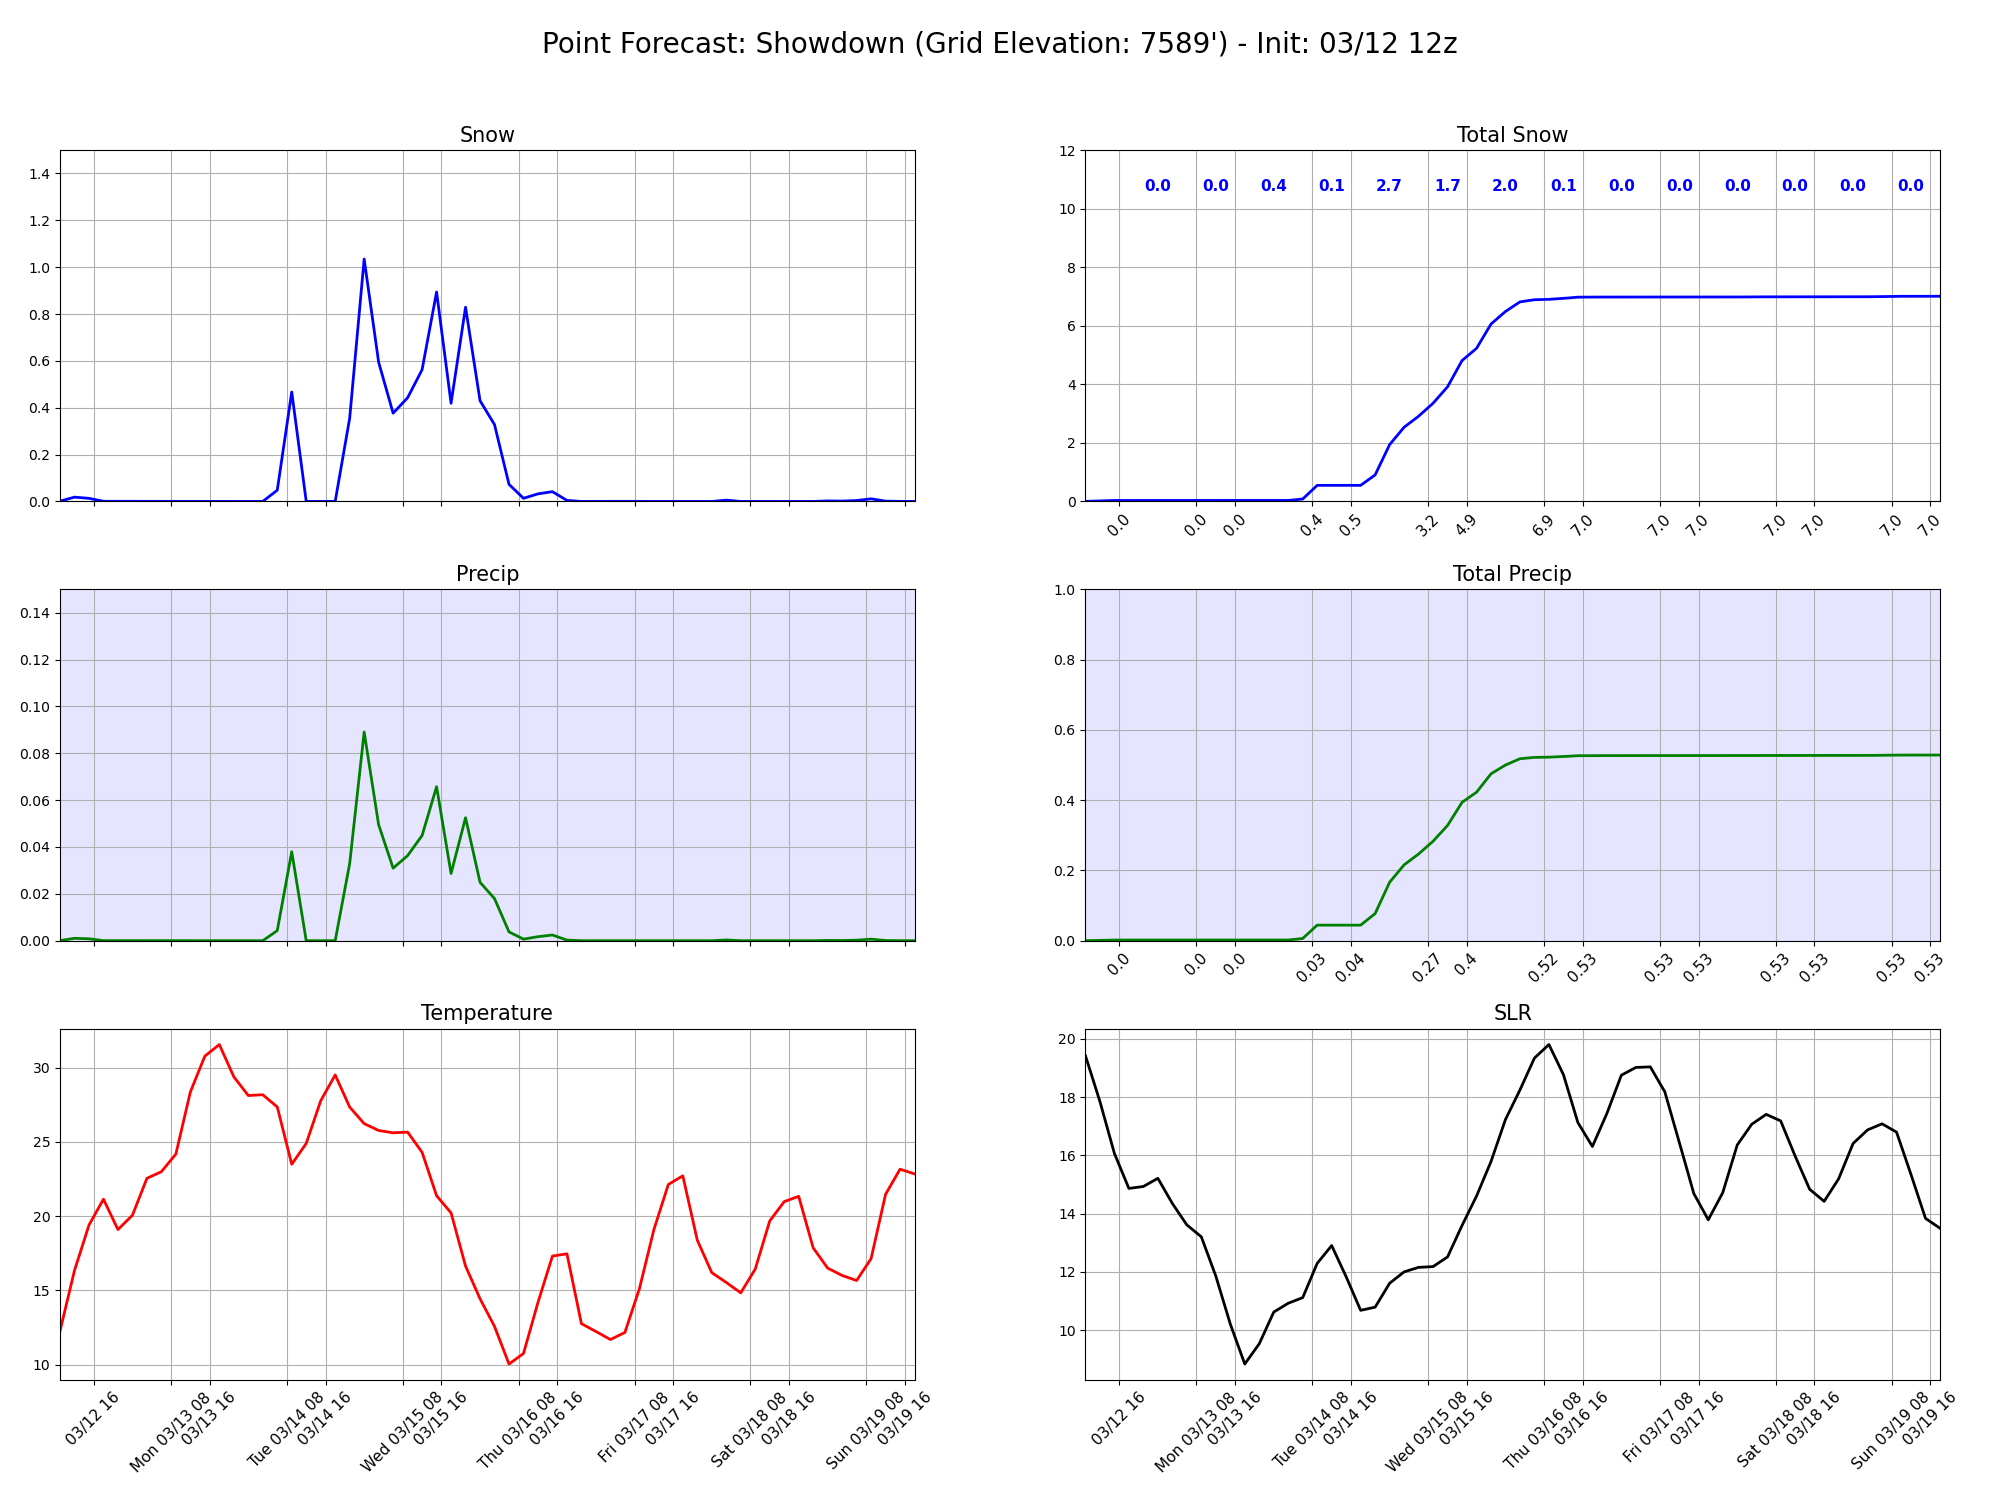 Point Forecast: Showdown (Grid Elevation: 7589') - Init: 03/12 12z
Snow
1.4
1.2
1.0
0.8
0.6
0.4
0.2
0.0
Total Snow
12
10
8
6
4
2
0
0.0 0.0 0.4 0.1 2.7 1.7 2.0 0.1 0.0 0.0 0.0 0.0 0.0 0.0
0.0 0.0 0.0 0.4 0.5 3.2 4.9 6.9 7.0 7.0 7.0 7.0 7.0 7.0 7.0
Precip
0.14
0.12
0.10
0.08
0.06
0.04
0.02
0.00
Total Precip
1.0
0.8
0.6
0.4
0.2
0.0
0.0 0.0 0.0 0.03 0.04 0.27 0.4 0.52 0.53 0.53 0.53 0.53 0.53 0.53 0.53
Temperature
30
25
20
15
10
03/12 16
Mon 03/13 08
03/13 16
Tue 03/14 08
03/14 16
Wed 03/15 08
03/15 16
Thu 03/16 08
03/16 16
Fri 03/17 08
03/17 16
Sat 03/18 08
03/18 16
Sun 03/19 08
03/19 16
SLR
20
18
16
14
12
10
03/12 16
Mon 03/13 08
03/13 16
Tue 03/14 08
03/14 16
Wed 03/15 08
03/15 16
Thu 03/16 08
03/16 16
Fri 03/17 08
03/17 16
Sat 03/18 08
03/18 16
Sun 03/19 08
03/19 16